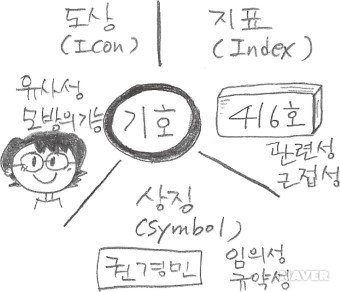 도상
(Icon)
유사성
모방의기능
지표
(Index)
416호
관련성
근접성
기호
상징
(Symbol)
권경민
임의성
규약성
NAVER